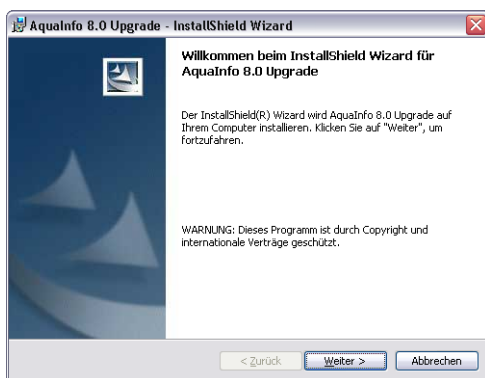 AquaInfo 8.0 Upgrade - InstallShield Wizard
Willkommen beim InstallShield Wizard für
AquaInfo 8.0 Upgrade
Der InstallShield(R) Wizard wird AquaInfo 8.0 Upgrade auf
Ihrem Computer installieren. Klicken Sie auf "Weiter", um
fortzufahren.
WARNUNG: Dieses Programm ist durch Copyright und
internationale Verträge geschützt.
< Zurück Weiter > Abbrechen